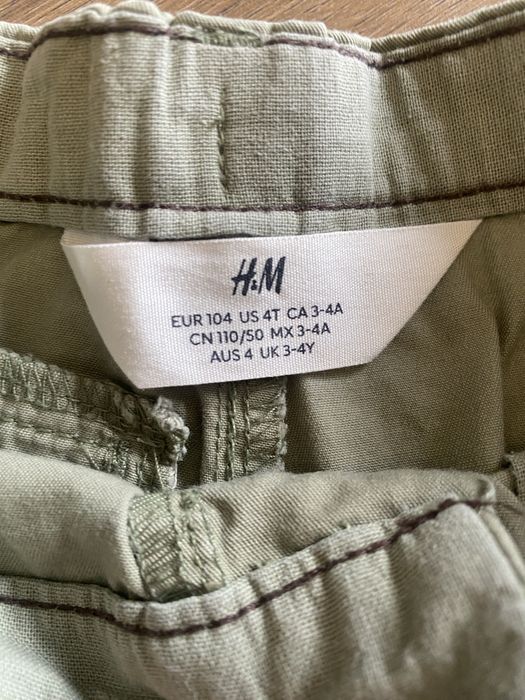 H&M
EUR 104 US 4T CA 3-4A
CN 110/50 MX 3-4A
AUS 4 UK 3-4Y